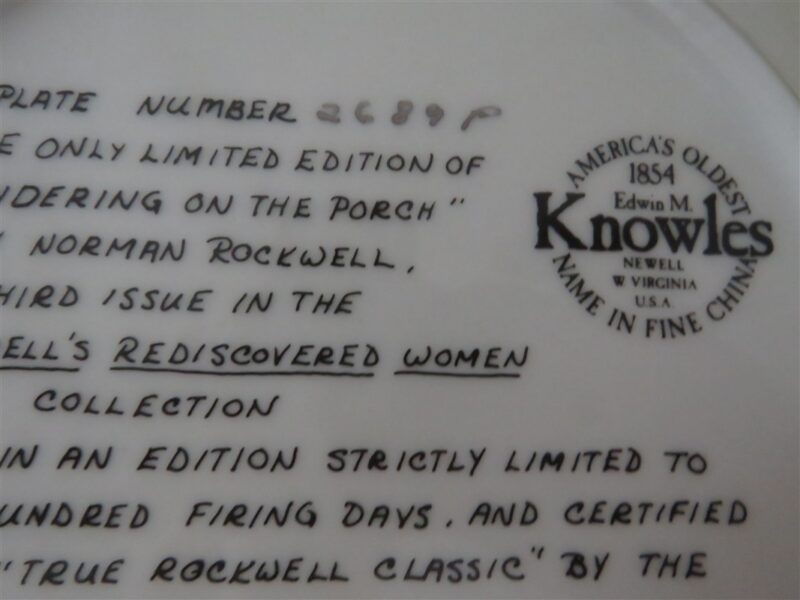 PLATE NUMBER 2689P
E ONLY LIMITED EDITION OF
NDERING ON THE PORCH"
NORMAN ROCKWELL,
HIRD ISSUE IN THE
ELL'S REDISCOVERED WOMEN
COLLECTION
IN AN EDITION STRICTLY LIMITED TO
UNDRED FIRING DAYS, AND CERTIFIED
"TRUE ROCKWELL CLASSIC" BY THE
AMERICA'S OLDEST
1854
Edwin M.
Knowles
NEWELL
W VIRGINIA
U.S.A.
NAME IN FINE CHINA